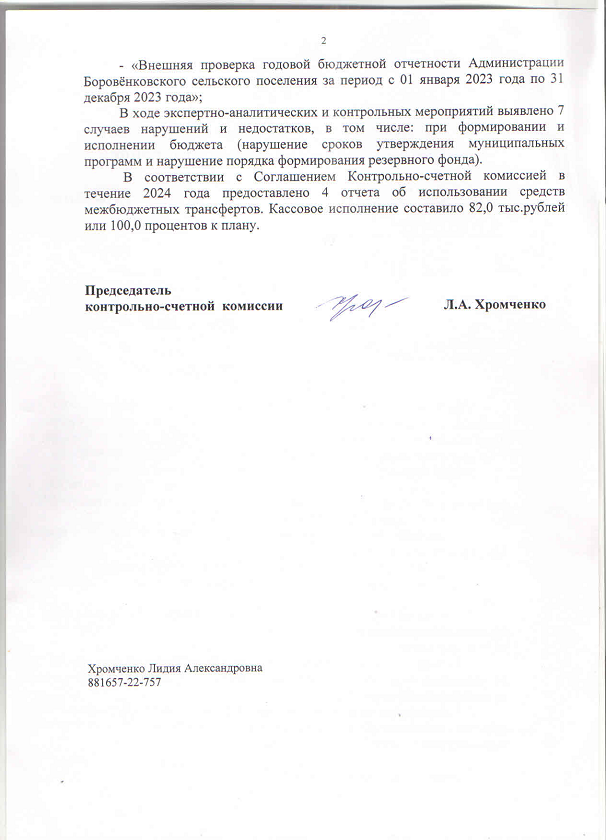 2
- «Внешняя проверка годовой бюджетной отчетности Администрации
Боровёнковского сельского поселения за период с 01 января 2023 года по 31
декабря 2023 года»;
В ходе экспертно-аналитических и контрольных мероприятий выявлено 7
случаев нарушений и недостатков, в том числе: при формировании и
исполнении бюджета (нарушение сроков утверждения муниципальных
программ и нарушение порядка формирования резервного фонда).
В соответствии с Соглашением Контрольно-счетной комиссией в
течение 2024 года предоставлено 4 отчета об использовании средств
межбюджетных трансфертов. Кассовое исполнение составило 82,0 тыс.рублей
или 100,0 процентов к плану.
Председатель
контрольно-счетной комиссии Л.А. Хромченко
Хромченко Лидия Александровна
881657-22-757